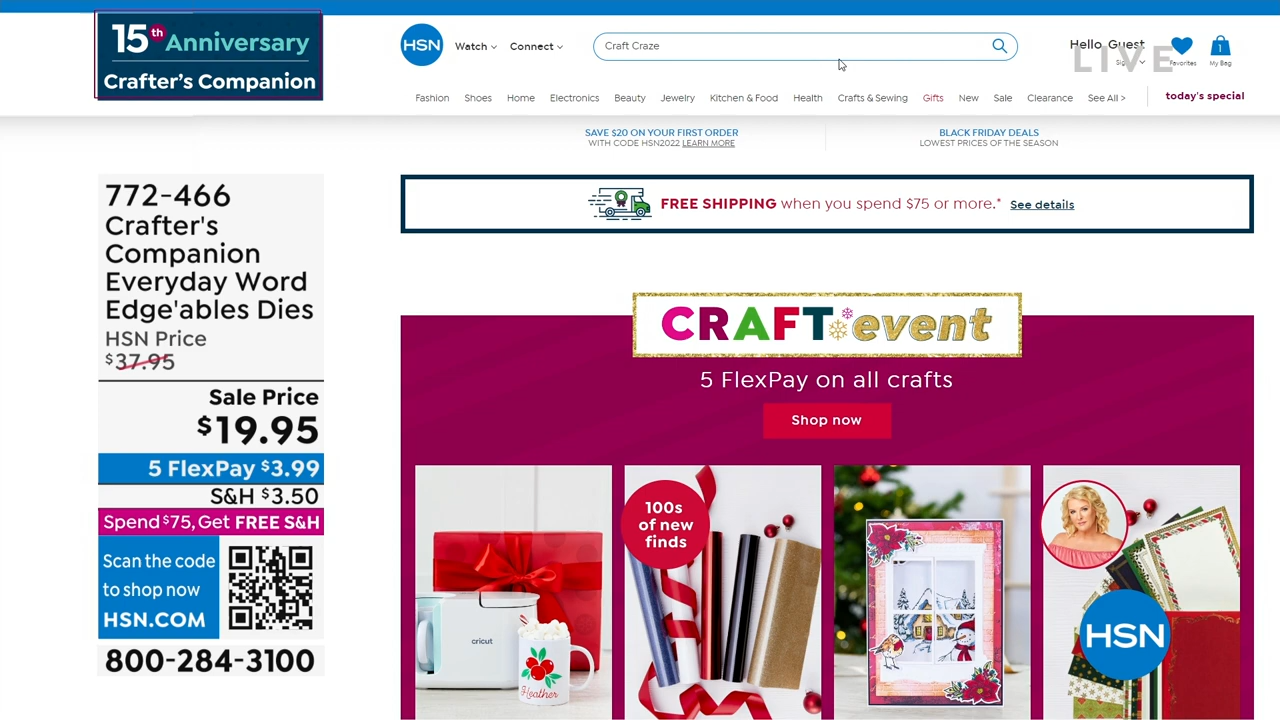 15th Anniversary
Crafter's Companion
772-466
Crafter's
Companion
Everyday Word
Edge'ables Dies
HSN Price
$37.95
Sale Price
$19.95
5 FlexPay $3.99
S&H $3.50
Spend $75, Get FREE S&H
Scan the code
to shop now
HSN.COM
800-284-3100
HSN
Watch
Connect
Craft Craze
Hello, Guest
LIVE
Favorites
1
My Bag
Fashion Shoes Home Electronics Beauty Jewelry Kitchen & Food Health Crafts & Sewing Gifts New Sale Clearance See All >
today's special
SAVE $20 ON YOUR FIRST ORDER
WITH CODE HSN2022 LEARN MORE
BLACK FRIDAY DEALS
LOWEST PRICES OF THE SEASON
FREE SHIPPING when you spend $75 or more.* See details
CRAFT event
5 FlexPay on all crafts
Shop now
cricut
Heather
100s
of new
finds
HSN